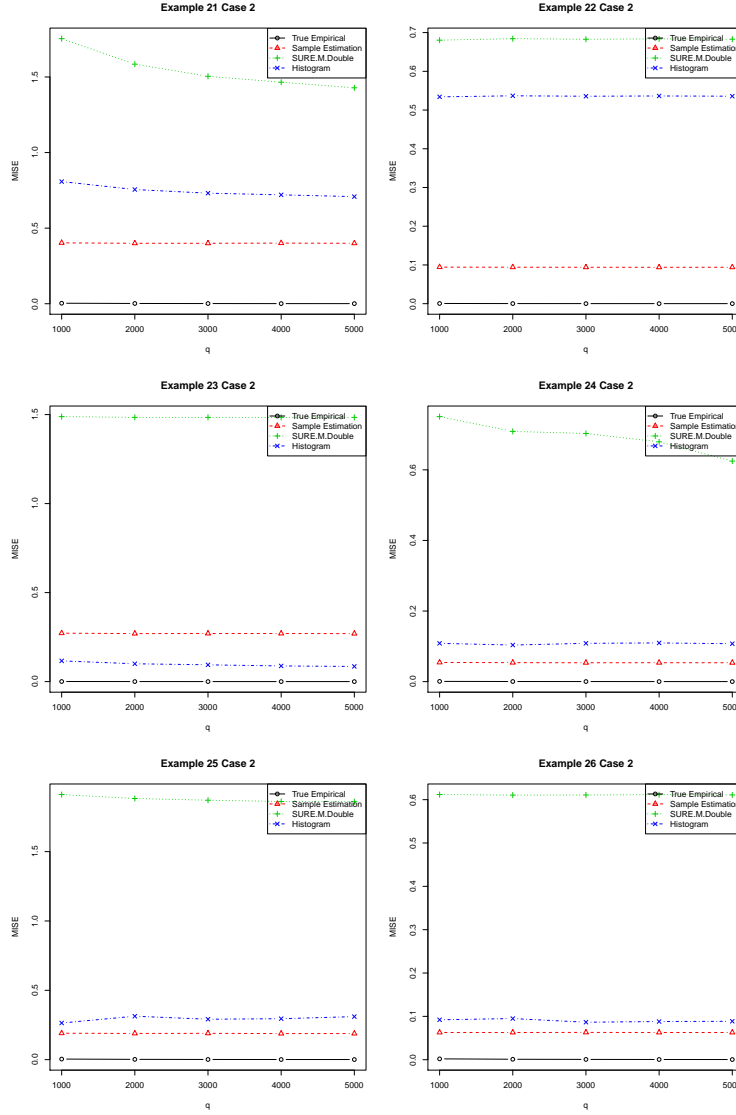 Example 21 Case 2
MISE
0.0
0.5
1.0
1.5
1000
2000
3000
4000
5000
q
True Empirical
Sample Estimation
SURE.M.Double
Histogram
Example 22 Case 2
MISE
0.0
0.1
0.2
0.3
0.4
0.5
0.6
0.7
1000
2000
3000
4000
5000
q
True Empirical
Sample Estimation
SURE.M.Double
Histogram
Example 23 Case 2
MISE
0.0
0.5
1.0
1.5
1000
2000
3000
4000
5000
q
True Empirical
Sample Estimation
SURE.M.Double
Histogram
Example 24 Case 2
MISE
0.0
0.2
0.4
0.6
1000
2000
3000
4000
5000
q
True Empirical
Sample Estimation
SURE.M.Double
Histogram
Example 25 Case 2
MISE
0.0
0.5
1.0
1.5
1000
2000
3000
4000
5000
q
True Empirical
Sample Estimation
SURE.M.Double
Histogram
Example 26 Case 2
MISE
0.0
0.1
0.2
0.3
0.4
0.5
0.6
1000
2000
3000
4000
5000
q
True Empirical
Sample Estimation
SURE.M.Double
Histogram